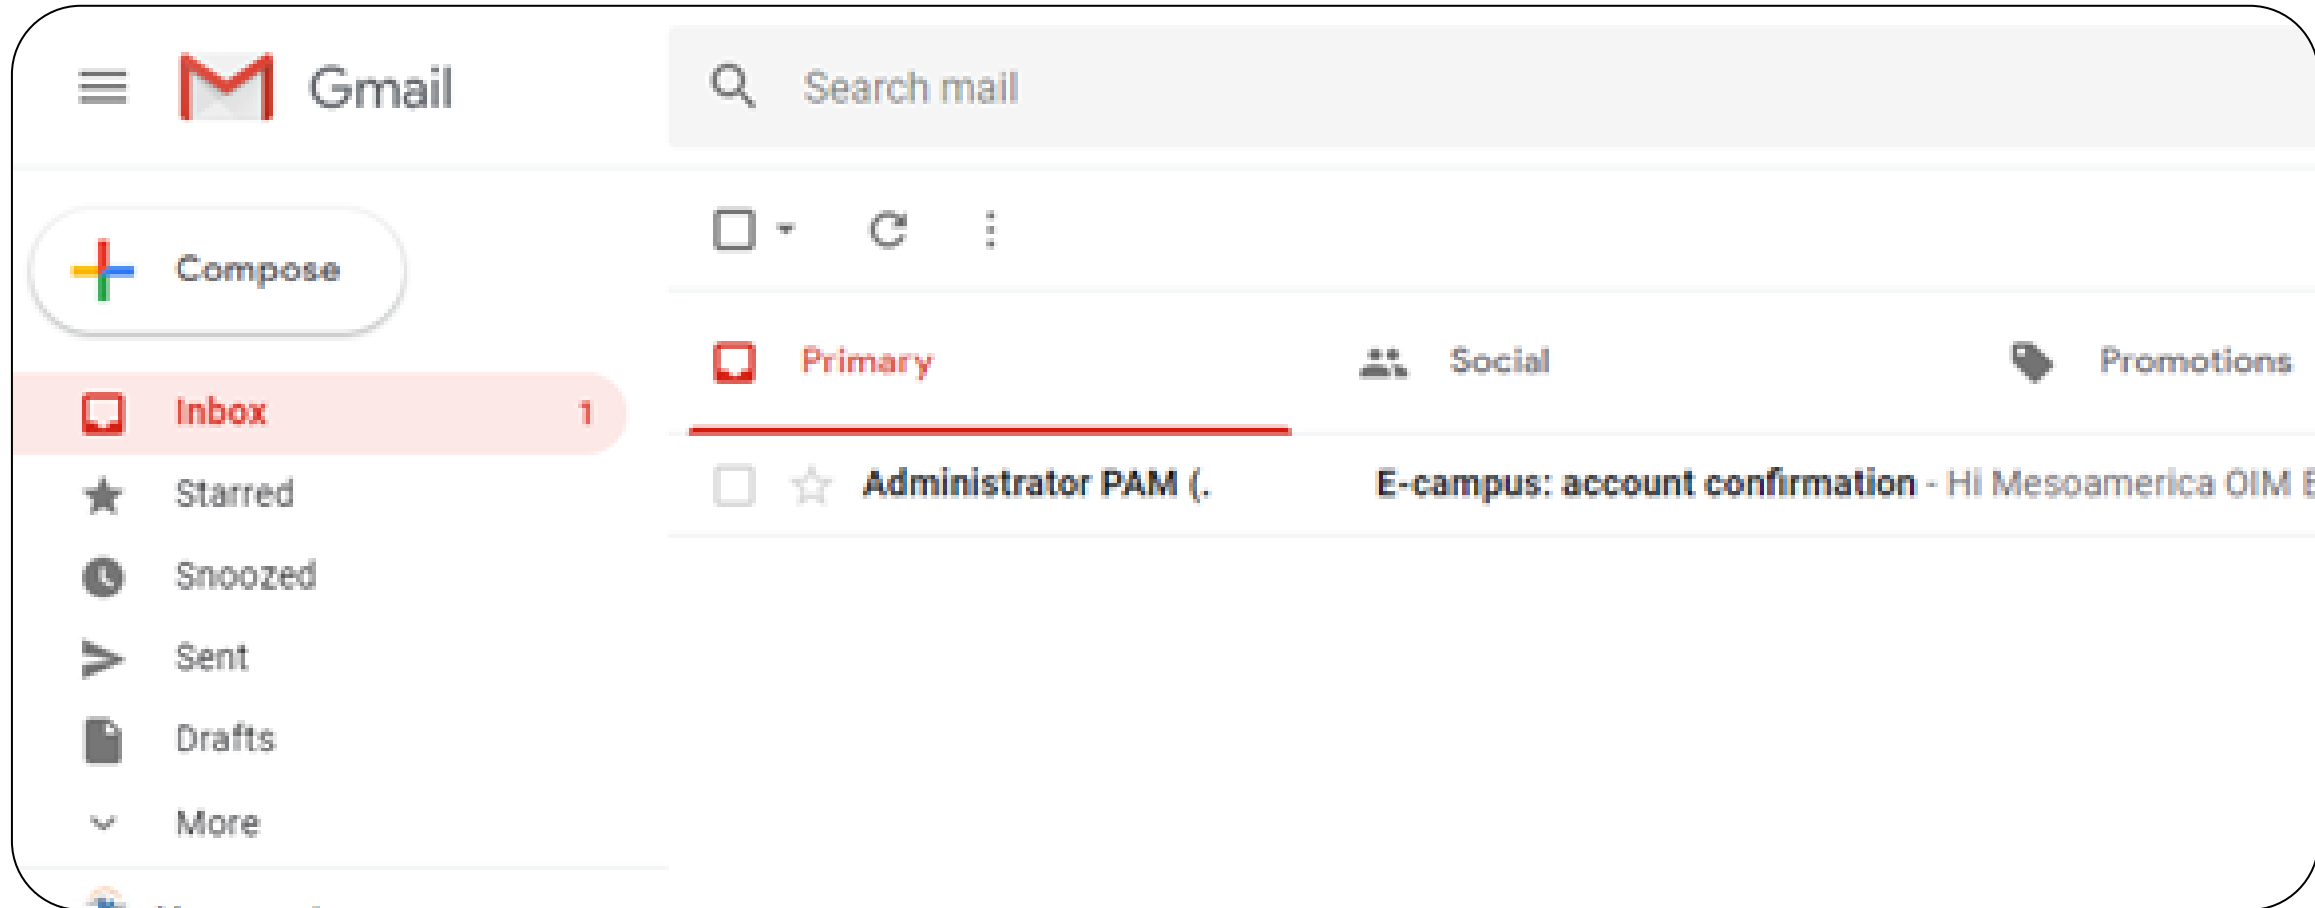 Gmail
Search mail
Compose
Primary
Social
Promotions
Inbox 1
Administrator PAM (.
E-campus: account confirmation - Hi Mesoamerica OIM
Starred
Snoozed
Sent
Drafts
More